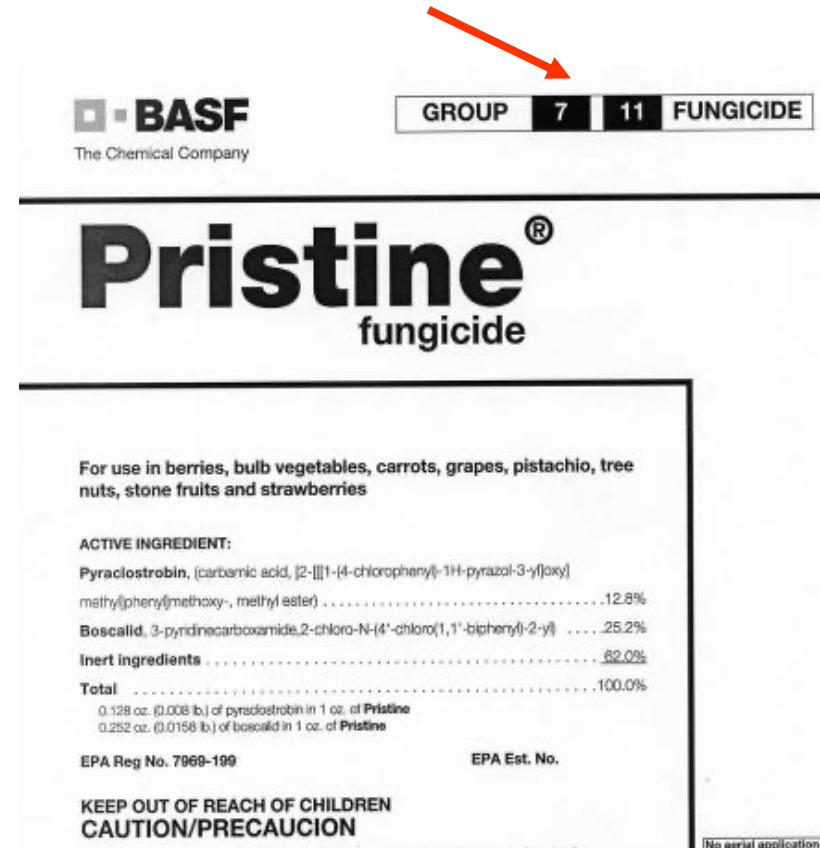 BASF
The Chemical Company
GROUP 7 11 FUNGICIDE
Pristine®
fungicide
For use in berries, bulb vegetables, carrots, grapes, pistachio, tree
nuts, stone fruits and strawberries
ACTIVE INGREDIENT:
Pyraclostrobin, (carbamic acid, [2-[[[1-(4-chlorophenyl)-1H-pyrazol-3-yl]oxy]
methyl]phenyl]methoxy-, methyl ester) . . . . . . . . . . . . . . . . . . . . . . . . . . . . . . . . 12.8%
Boscalid, 3-pyridinecarboxamide,2-chloro-N-(4'-chloro(1,1'-biphenyl)-2-yl) . . . . . 25.2%
Inert ingredients . . . . . . . . . . . . . . . . . . . . . . . . . . . . . . . . . . . . . . . . . . . . . . . . . 62.0%
Total . . . . . . . . . . . . . . . . . . . . . . . . . . . . . . . . . . . . . . . . . . . . . . . . . . . . . . . . 100.0%
0.128 oz. (0.008 lb.) of pyraclostrobin in 1 oz. of Pristine
0.252 oz. (0.0158 lb.) of boscalid in 1 oz. of Pristine
EPA Reg No. 7969-199 EPA Est. No.
KEEP OUT OF REACH OF CHILDREN
CAUTION/PRECAUCION
No aerial application